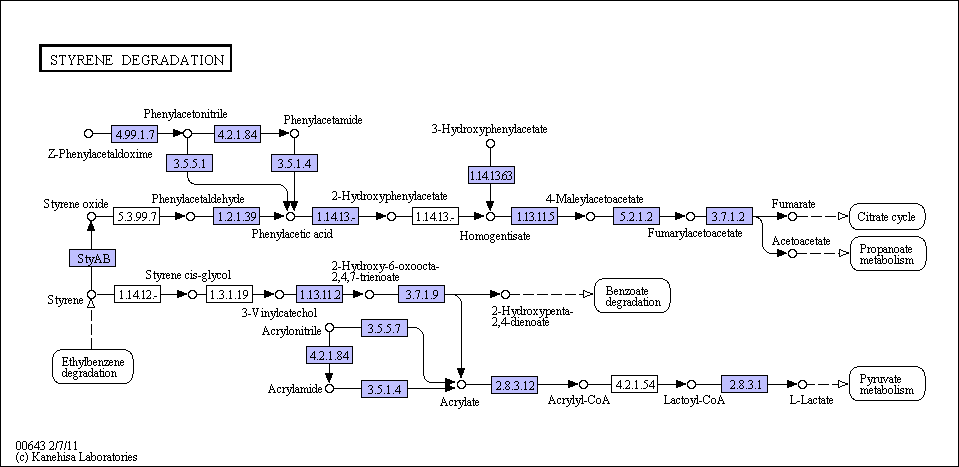 STYRENE DEGRADATION
Phenylacetonitrile
Phenylacetamide
3-Hydroxyphenylacetate
4.99.1.7
4.2.1.84
Z-Phenylacetaldoxime
3.5.5.1
3.5.1.4
1.14.13.63
Styrene oxide
Phenylacetaldehyde
2-Hydroxyphenylacetate
4-Maleylacetoacetate
Fumarate
5.3.99.7
1.2.1.39
1.14.13.-
1.14.13.-
1.13.11.5
5.2.1.2
3.7.1.2
Citrate cycle
Phenylacetic acid
Homogentisate
Fumarylacetoacetate
Acetoacetate
Propanoate
metabolism
StyAB
Styrene cis-glycol
2-Hydroxy-6-oxoocta-
2,4,7-trienoate
Styrene
1.14.12.-
1.3.1.19
1.13.11.2
3.7.1.9
Benzoate
degradation
3-Vinylcatechol
2-Hydroxypenta-
2,4-dienoate
Acrylonitrile
3.5.5.7
4.2.1.84
Ethylbenzene
degradation
Acrylamide
3.5.1.4
Acrylate
2.8.3.12
Acrylyl-CoA
4.2.1.54
Lactoyl-CoA
2.8.3.1
L-Lactate
Pyruvate
metabolism
00643 2/7/11
(c) Kanehisa Laboratories